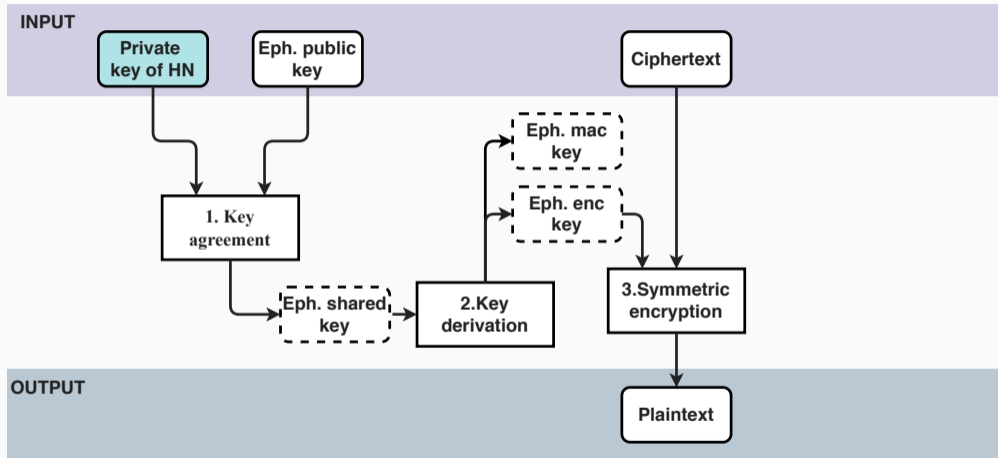 INPUT
Private
key of HN
Eph. public
key
Ciphertext
Eph. mac
key
Eph. enc
key
1. Key
agreement
Eph. shared
key
2.Key
derivation
3.Symmetric
encryption
OUTPUT
Plaintext